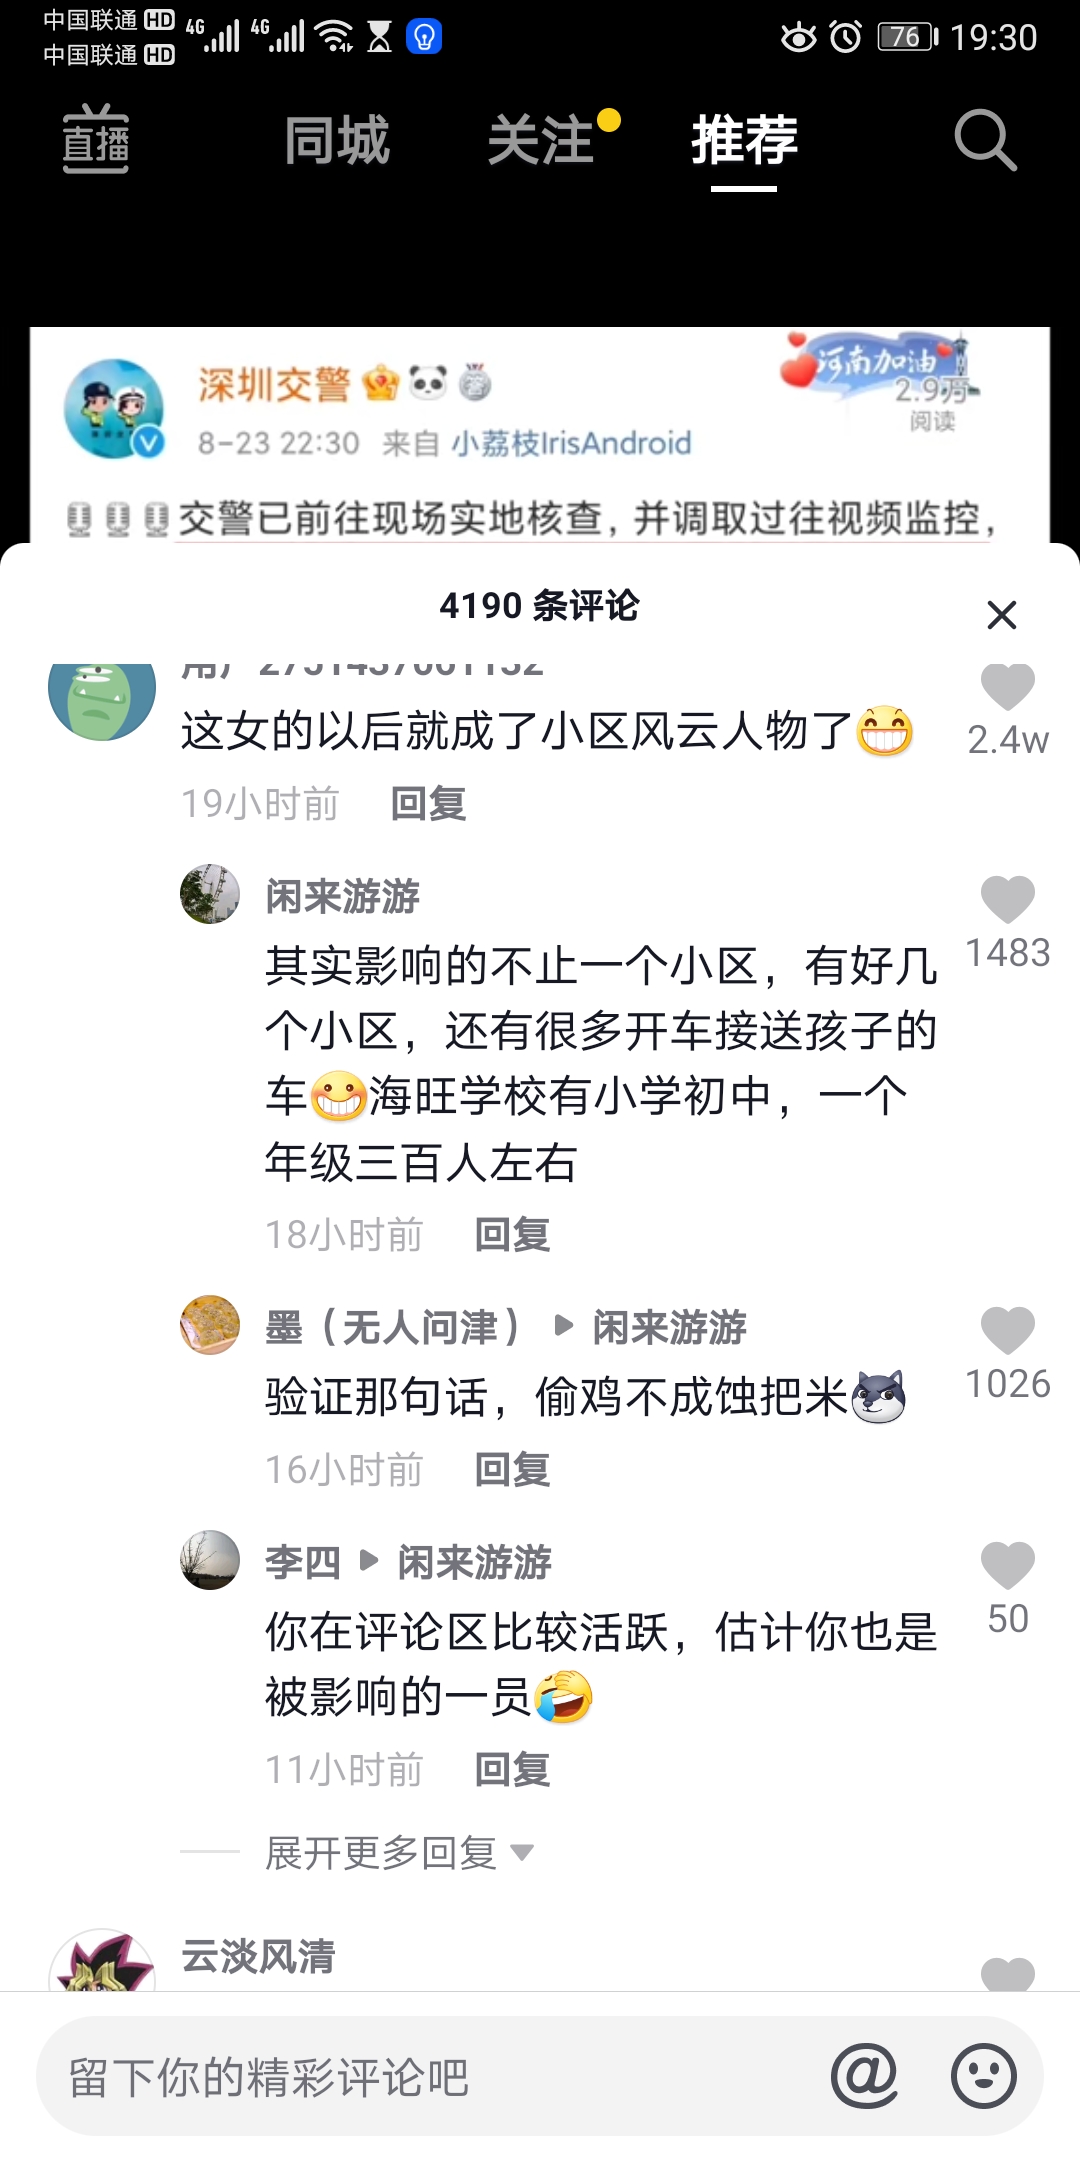 中国联通 HD 4G 4G 76 19:30
中国联通 HD
直播 同城 关注 推荐
深圳交警
河南加油
2.9万
阅读
8-23 22:30 来自 小荔枝IrisAndroid
交警已前往现场实地核查，并调取过往视频监控，
4190 条评论
这女的以后就成了小区风云人物了
2.4w
19小时前 回复
闲来游游
其实影响的不止一个小区，有好几
个小区，还有很多开车接送孩子的
车海旺学校有小学初中，一个
年级三百人左右
1483
18小时前 回复
墨（无人问津） 闲来游游
验证那句话，偷鸡不成蚀把米
1026
16小时前 回复
李四 闲来游游
你在评论区比较活跃，估计你也是
被影响的一员
50
11小时前 回复
展开更多回复
云淡风清
留下你的精彩评论吧 @